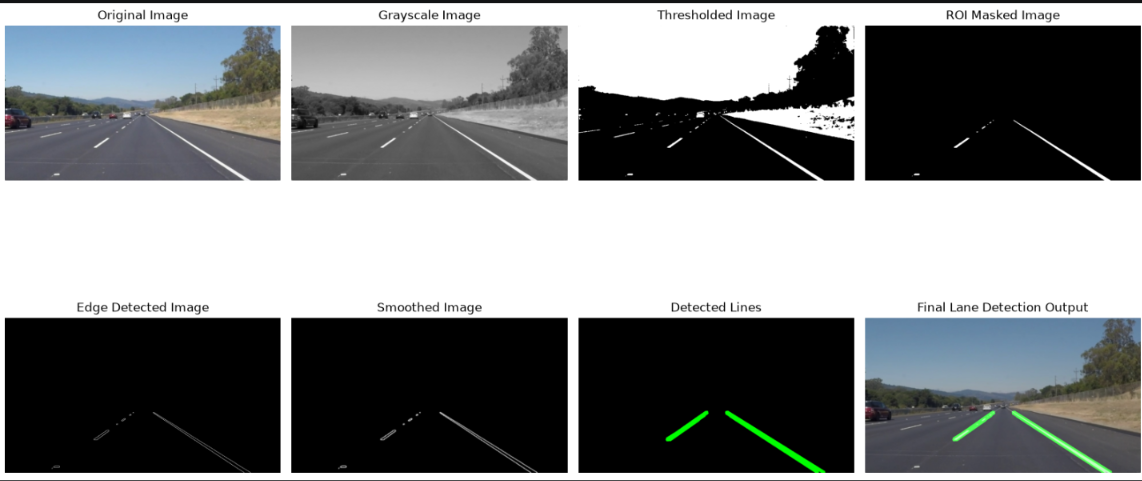 Original Image
Grayscale Image
Thresholded Image
ROI Masked Image
Edge Detected Image
Smoothed Image
Detected Lines
Final Lane Detection Output